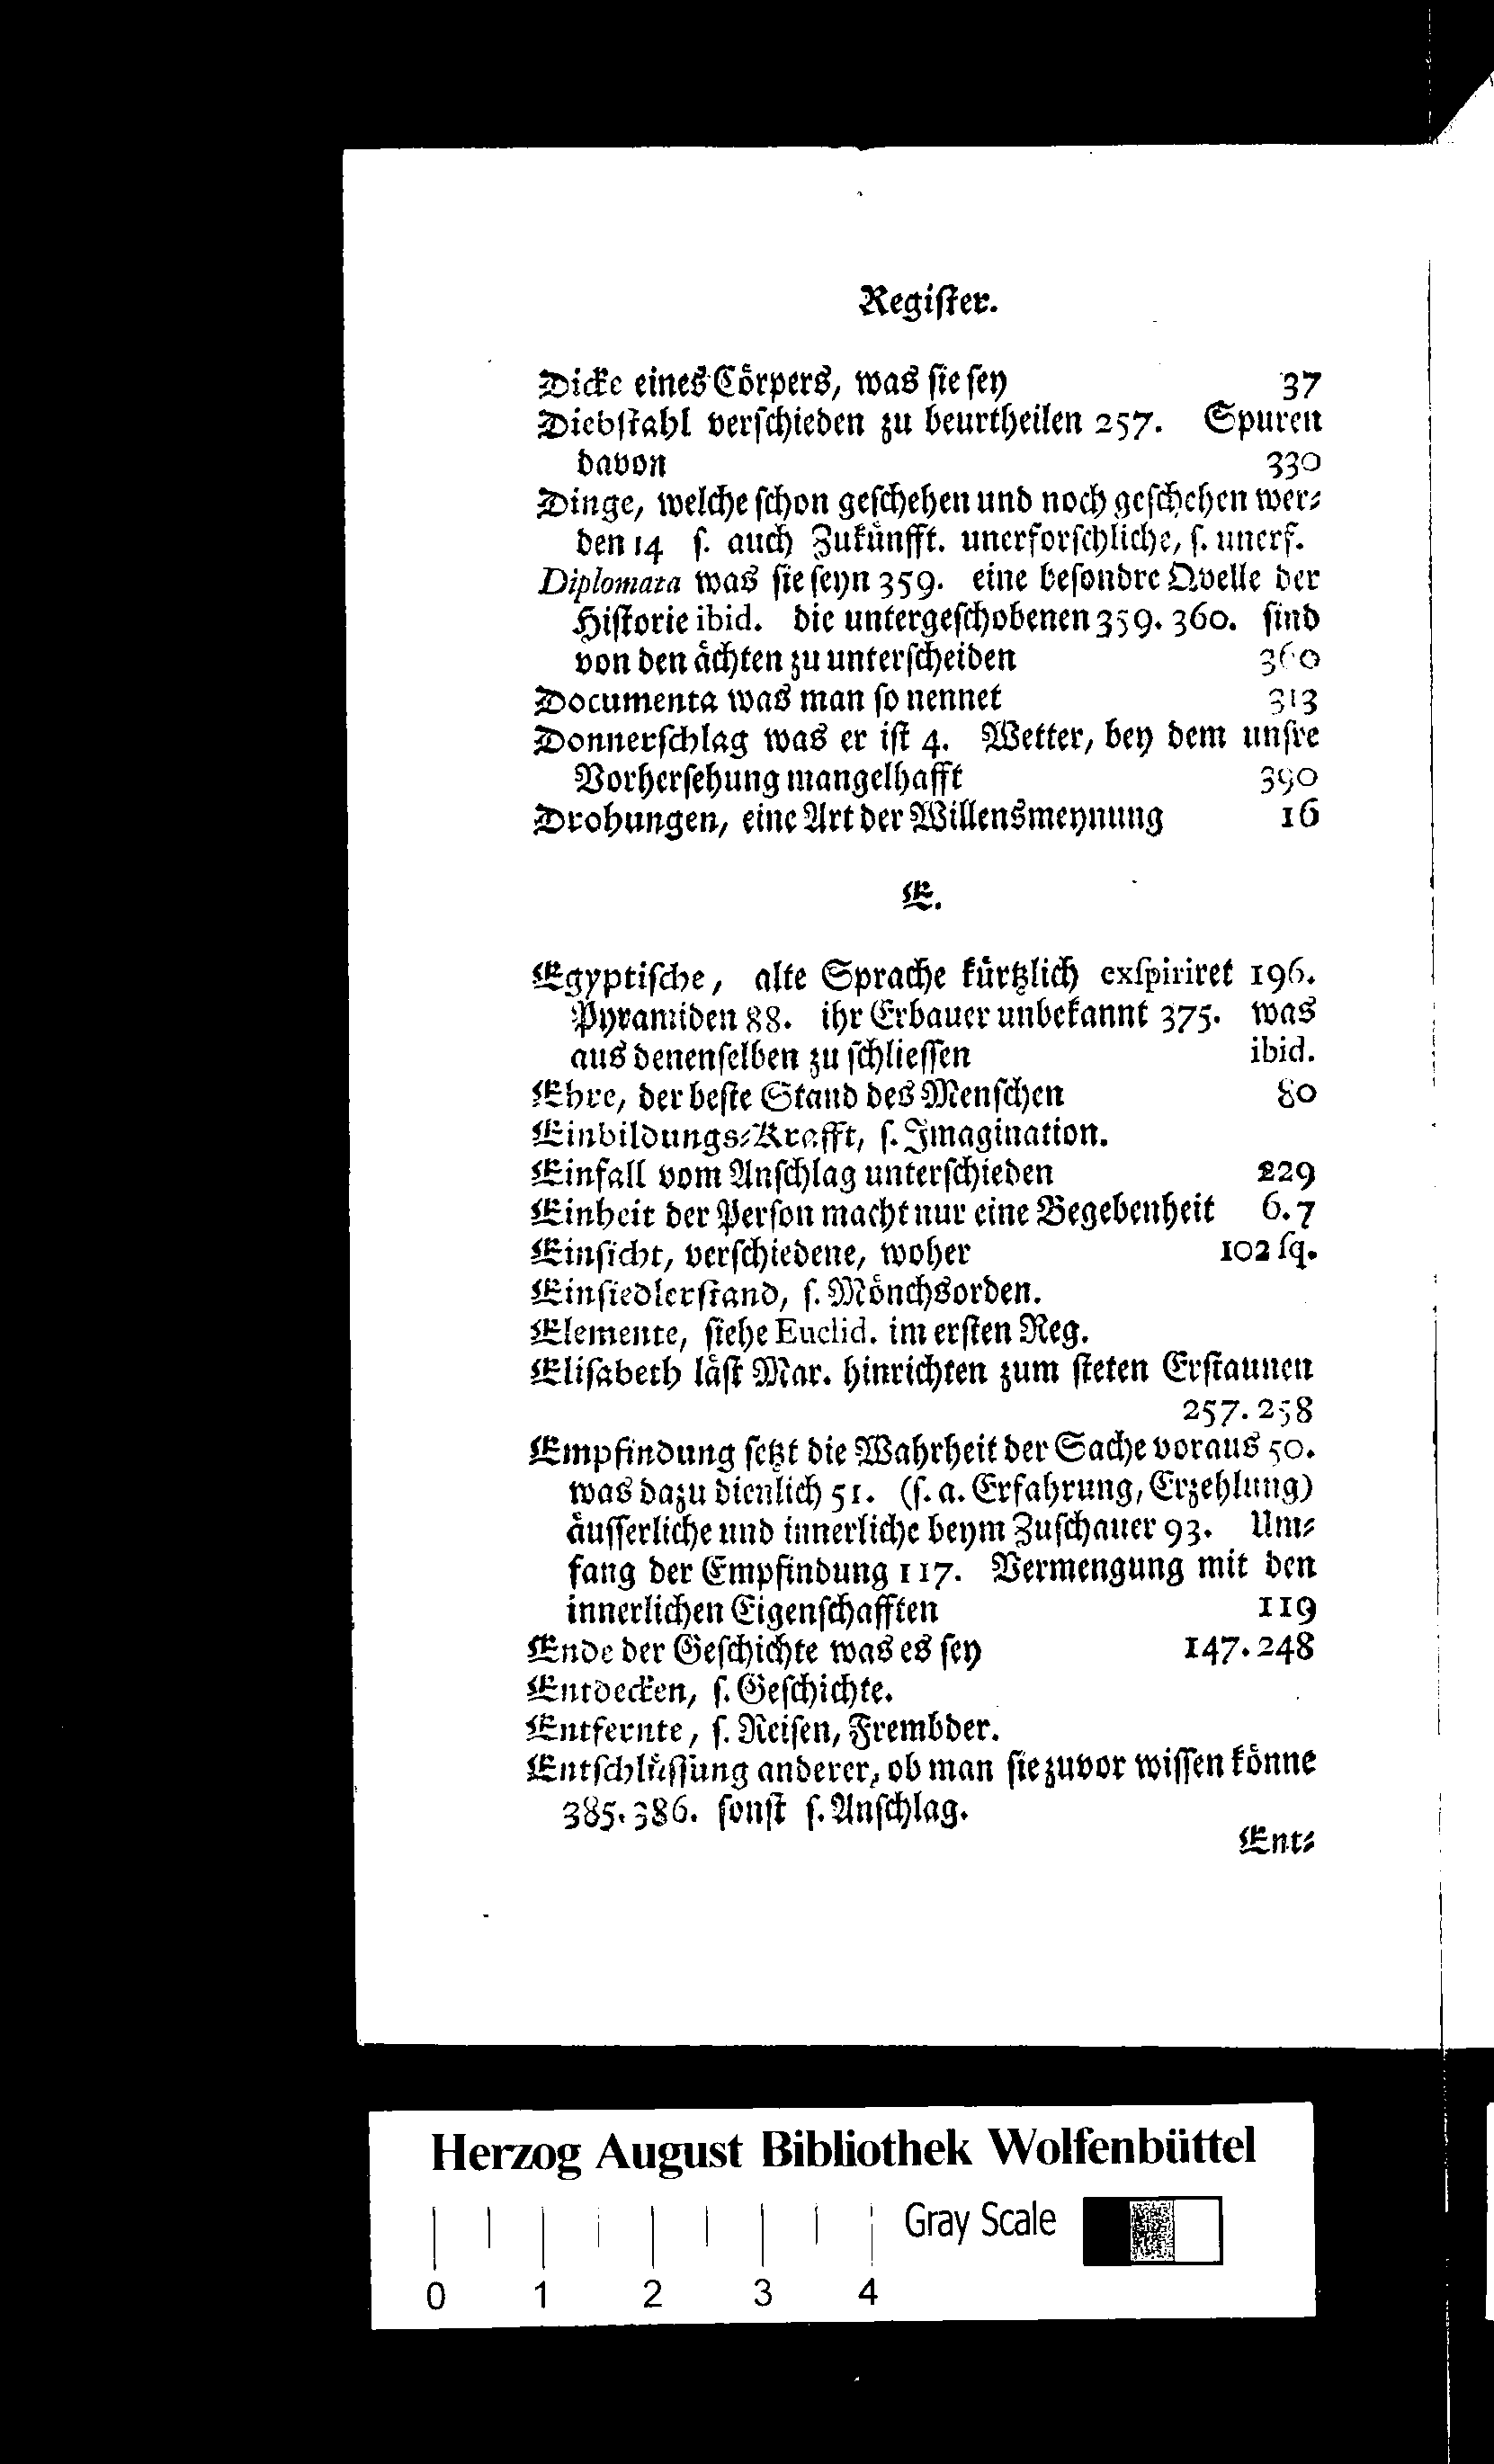 Regiſter.
Dicke eines Cörpers, was ſie ſey 37
Diebſtahl verſchieden zu beurtheilen 257. Spuren
davon 330
Dinge, welche ſchon geſchehen und noch geſchehen wer⸗
den 14 ſ. auch Zukünfft. unerforſchliche, ſ. unerf.
Diplomata was ſie ſeyn 359. eine beſondre Qvelle der
Hiſtorie ibid. die untergeſchobenen 359. 360. ſind
von den ächten zu unterſcheiden 360
Documenta was man ſo nennet 313
Donnerſchlag was er iſt 4. Wetter, bey dem unſre
Vorherſehung mangelhafft 390
Drohungen, eine Art der Willensmeynung 16
E.
Egyptiſche, alte Sprache kürtzlich exſpiriret 196.
Pyramiden 88. ihr Erbauer unbekannt 375. was
aus denenſelben zu ſchlieſſen ibid.
Ehre, der beſte Stand des Menſchen 80
Einbildungs⸗Krafft, ſ. Imagination.
Einfall vom Anſchlag unterſchieden 229
Einheit der Perſon macht nur eine Begebenheit 6.7
Einſicht, verſchiedene, woher 102 ſq.
Einſiedlerſtand, ſ. Mönchsorden.
Elemente, ſiehe Euclid. im erſten Reg.
Eliſabeth läſt Mar. hinrichten zum ſteten Erſtaunen
257. 258
Empfindung ſetzt die Wahrheit der Sache voraus 50.
was dazu dienlich 51. (ſ. a. Erfahrung, Erzehlung)
äuſſerliche und innerliche beym Zuſchauer 93. Um⸗
fang der Empfindung 117. Vermengung mit den
innerlichen Eigenſchafften 119
Ende der Geſchichte was es ſey 147. 248
Entdecken, ſ. Geſchichte.
Entfernte, ſ. Reiſen, Frembder.
Entſchlüſſung anderer, ob man ſie zuvor wiſſen könne
385. 386. ſonſt ſ. Anſchlag.
Ent⸗
Herzog August Bibliothek Wolfenbüttel
Gray Scale
0 1 2 3 4